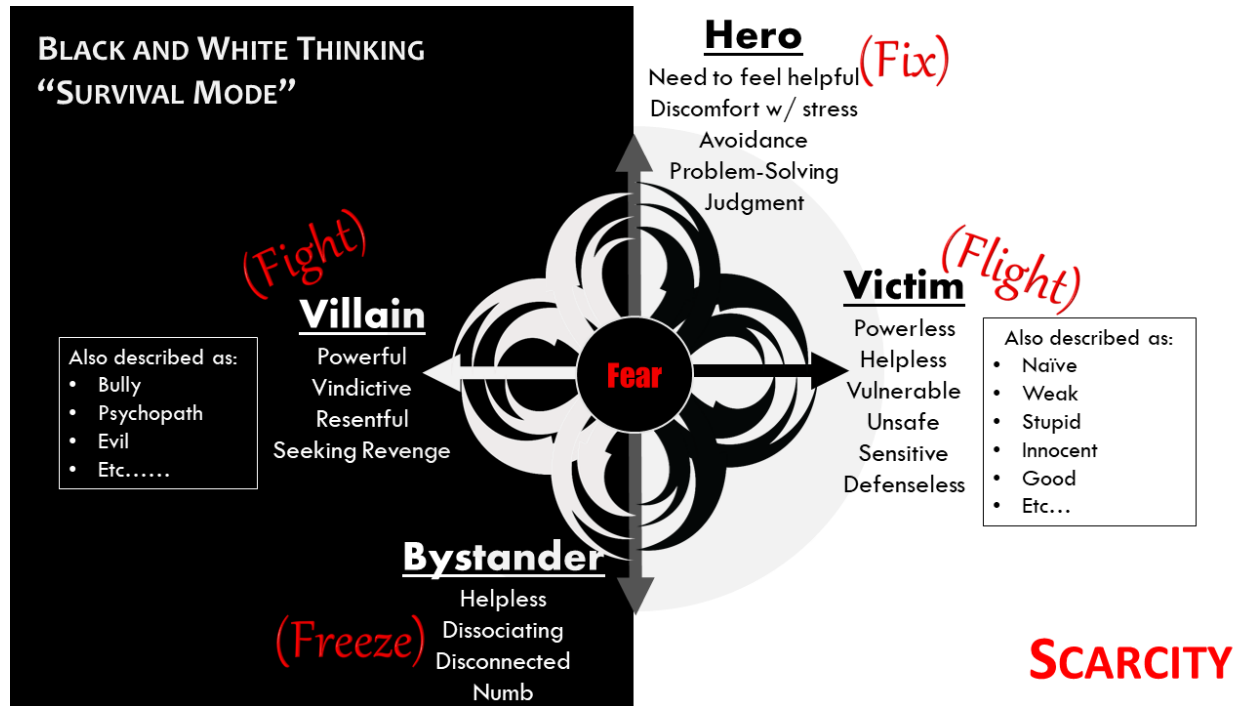 BLACK AND WHITE THINKING
“SURVIVAL MODE”
Hero
(Fix)
Need to feel helpful
Discomfort w/ stress
Avoidance
Problem-Solving
Judgment
(Fight)
Villain
Powerful
Vindictive
Resentful
Seeking Revenge
Also described as:
• Bully
• Psychopath
• Evil
• Etc……
Fear
(Flight)
Victim
Powerless
Helpless
Vulnerable
Unsafe
Sensitive
Defenseless
Also described as:
• Naïve
• Weak
• Stupid
• Innocent
• Good
• Etc…
Bystander
(Freeze)
Helpless
Dissociating
Disconnected
Numb
SCARCITY